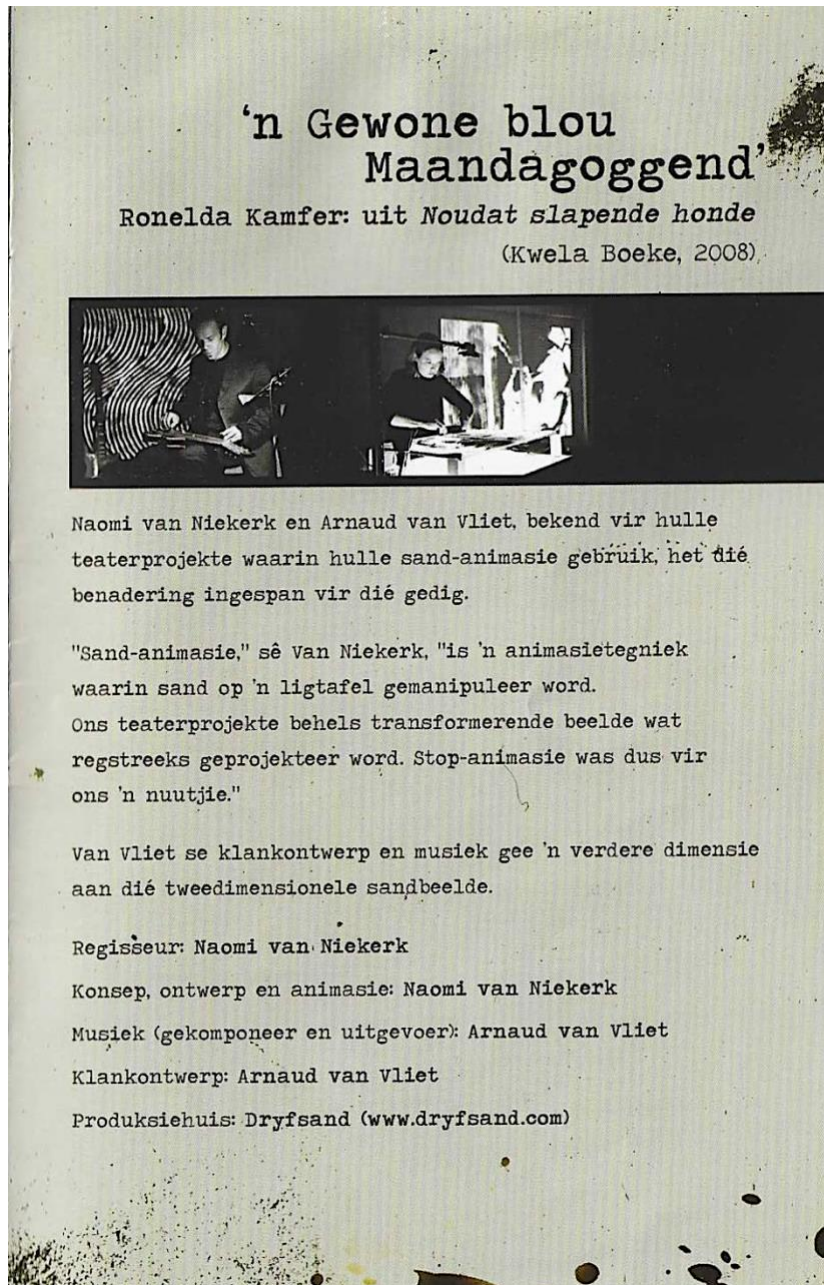 'n Gewone blou
Maandagoggend'
Ronelda Kamfer: uit Noudat slapende honde
(Kwela Boeke, 2008)
Naomi van Niekerk en Arnaud van Vliet, bekend vir hulle
teaterprojekte waarin hulle sand-animasie gebruik, het dié
benadering ingespan vir dié gedig.
"Sand-animasie," sê Van Niekerk, "is 'n animasietegniek
waarin sand op 'n ligtafel gemanipuleer word.
Ons teaterprojekte behels transformerende beelde wat
regstreeks geprojekteer word. Stop-animasie was dus vir
ons 'n nuutjie."
Van Vliet se klankontwerp en musiek gee 'n verdere dimensie
aan dié tweedimensionele sandbeelde.
Regisseur: Naomi van Niekerk
Konsep, ontwerp en animasie: Naomi van Niekerk
Musiek (gekomponeer en uitgevoer): Arnaud van Vliet
Klankontwerp: Arnaud van Vliet
Produksiehuis: Dryfsand (www.dryfsand.com)